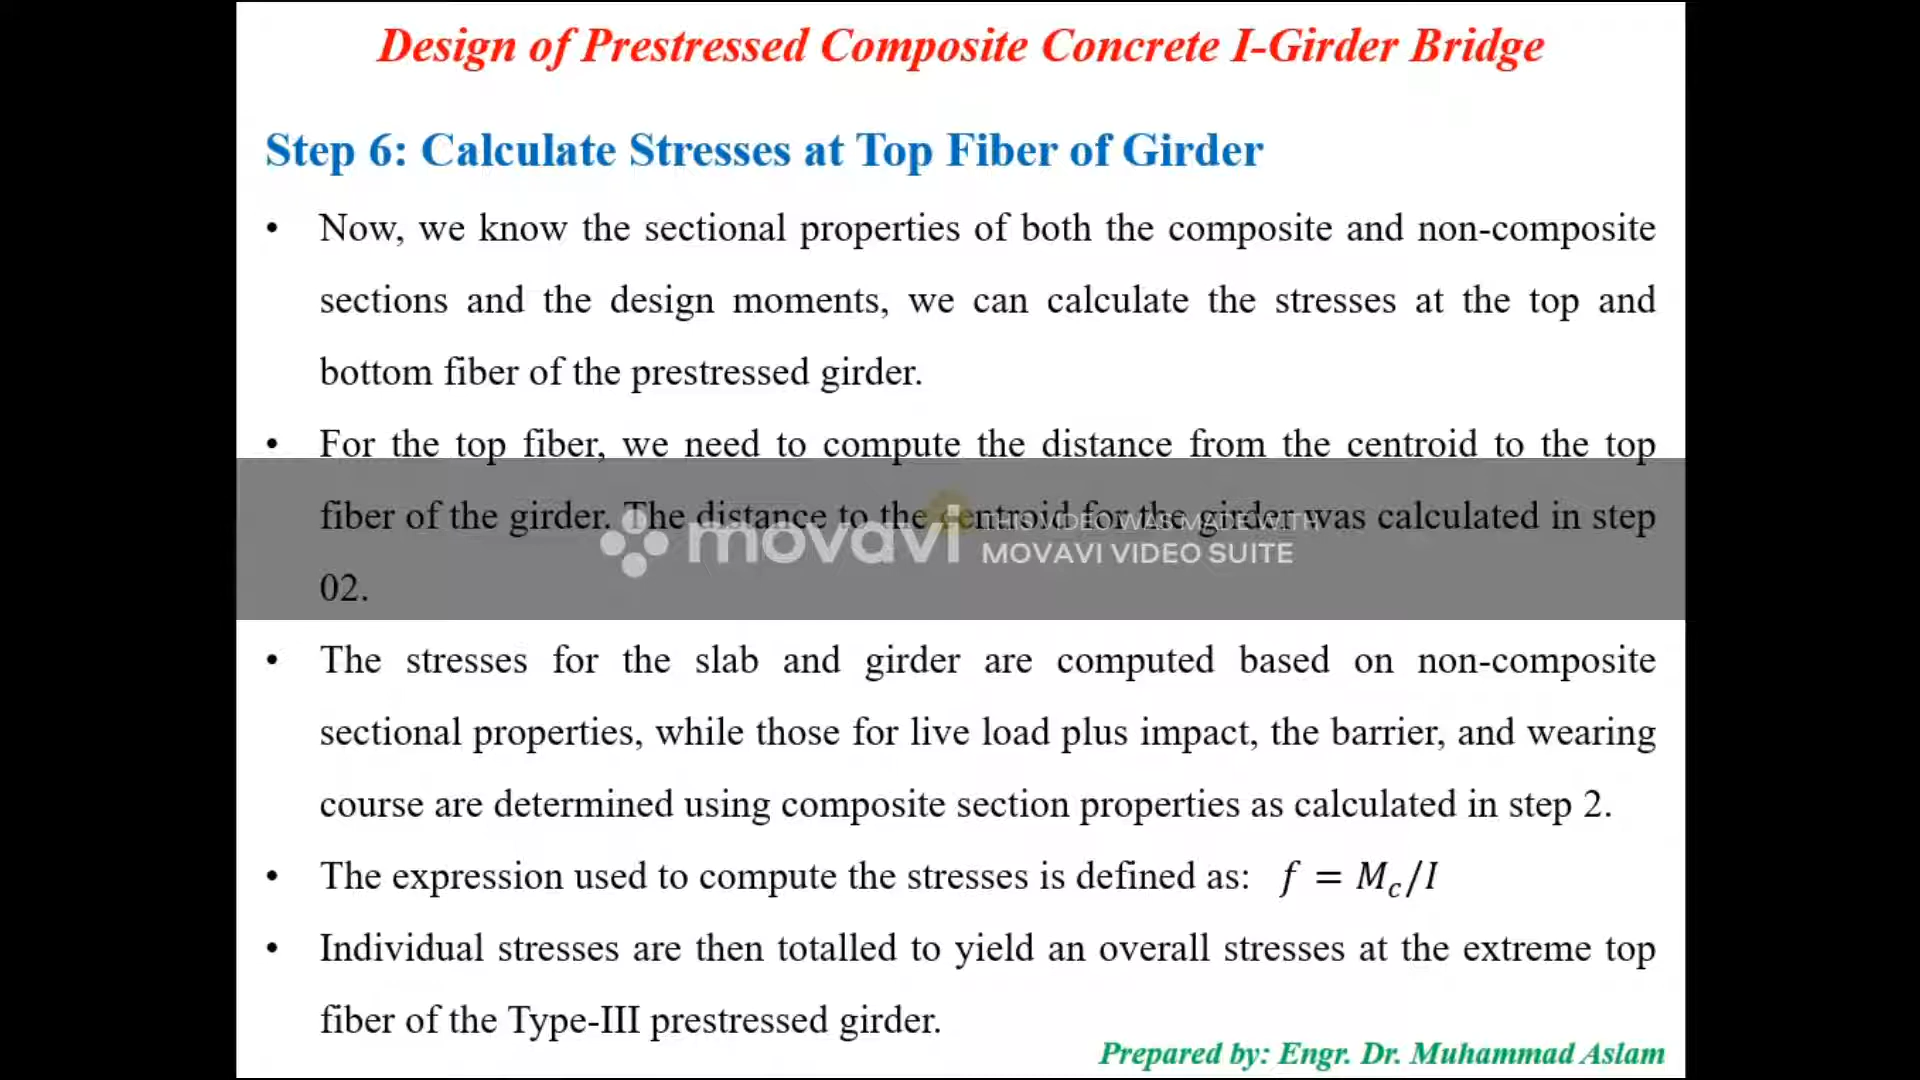 Design of Prestressed Composite Concrete I-Girder Bridge
Step 6: Calculate Stresses at Top Fiber of Girder
• Now, we know the sectional properties of both the composite and non-composite
sections and the design moments, we can calculate the stresses at the top and
bottom fiber of the prestressed girder.
• For the top fiber, we need to compute the distance from the centroid to the top
fiber of the girder. The distance to the centroid for the girder was calculated in step
02.
movavi
THIS VIDEO WAS MADE WITH
MOVAVI VIDEO SUITE
• The stresses for the slab and girder are computed based on non-composite
sectional properties, while those for live load plus impact, the barrier, and wearing
course are determined using composite section properties as calculated in step 2.
• The expression used to compute the stresses is defined as: f = M_c/I
• Individual stresses are then totalled to yield an overall stresses at the extreme top
fiber of the Type-III prestressed girder.
Prepared by: Engr. Dr. Muhammad Aslam